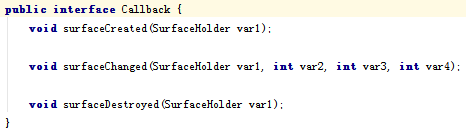 public interface Callback {
void surfaceCreated(SurfaceHolder var1);
void surfaceChanged(SurfaceHolder var1, int var2, int var3, int var4);
void surfaceDestroyed(SurfaceHolder var1);
}